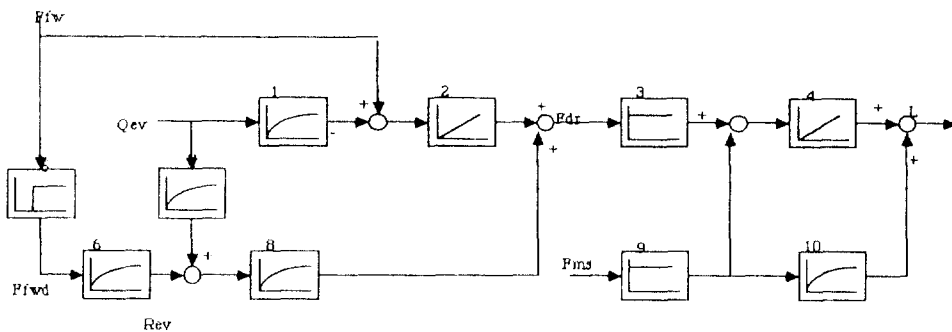 Ffw
1
2
3
4
+
+
+
+
+
L
Qev
-
Fdr
+
+
+
6
8
9
10
Fms
Ffwd
Rev